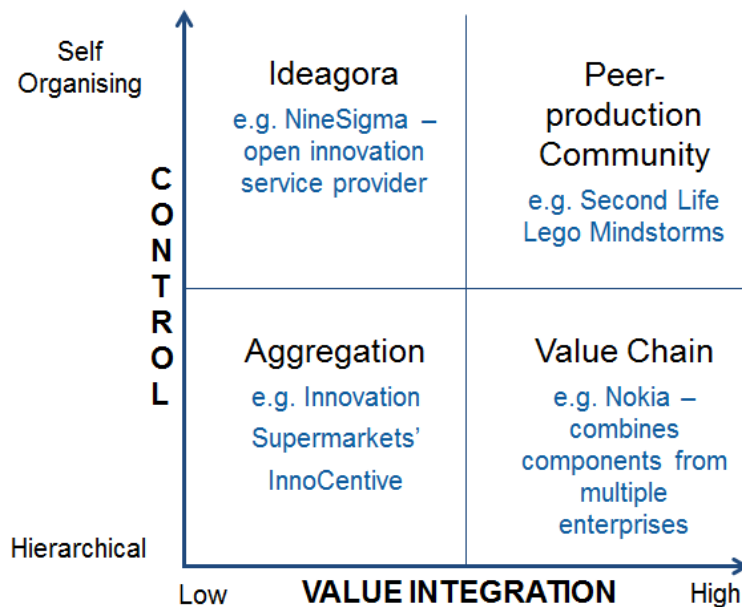 Self
Organising
CONTROL
Hierarchical
Ideagora
e.g. NineSigma –
open innovation
service provider
Peer-
production
Community
e.g. Second Life
Lego Mindstorms
Aggregation
e.g. Innovation
Supermarkets’
InnoCentive
Value Chain
e.g. Nokia –
combines
components from
multiple
enterprises
Low
VALUE INTEGRATION
High